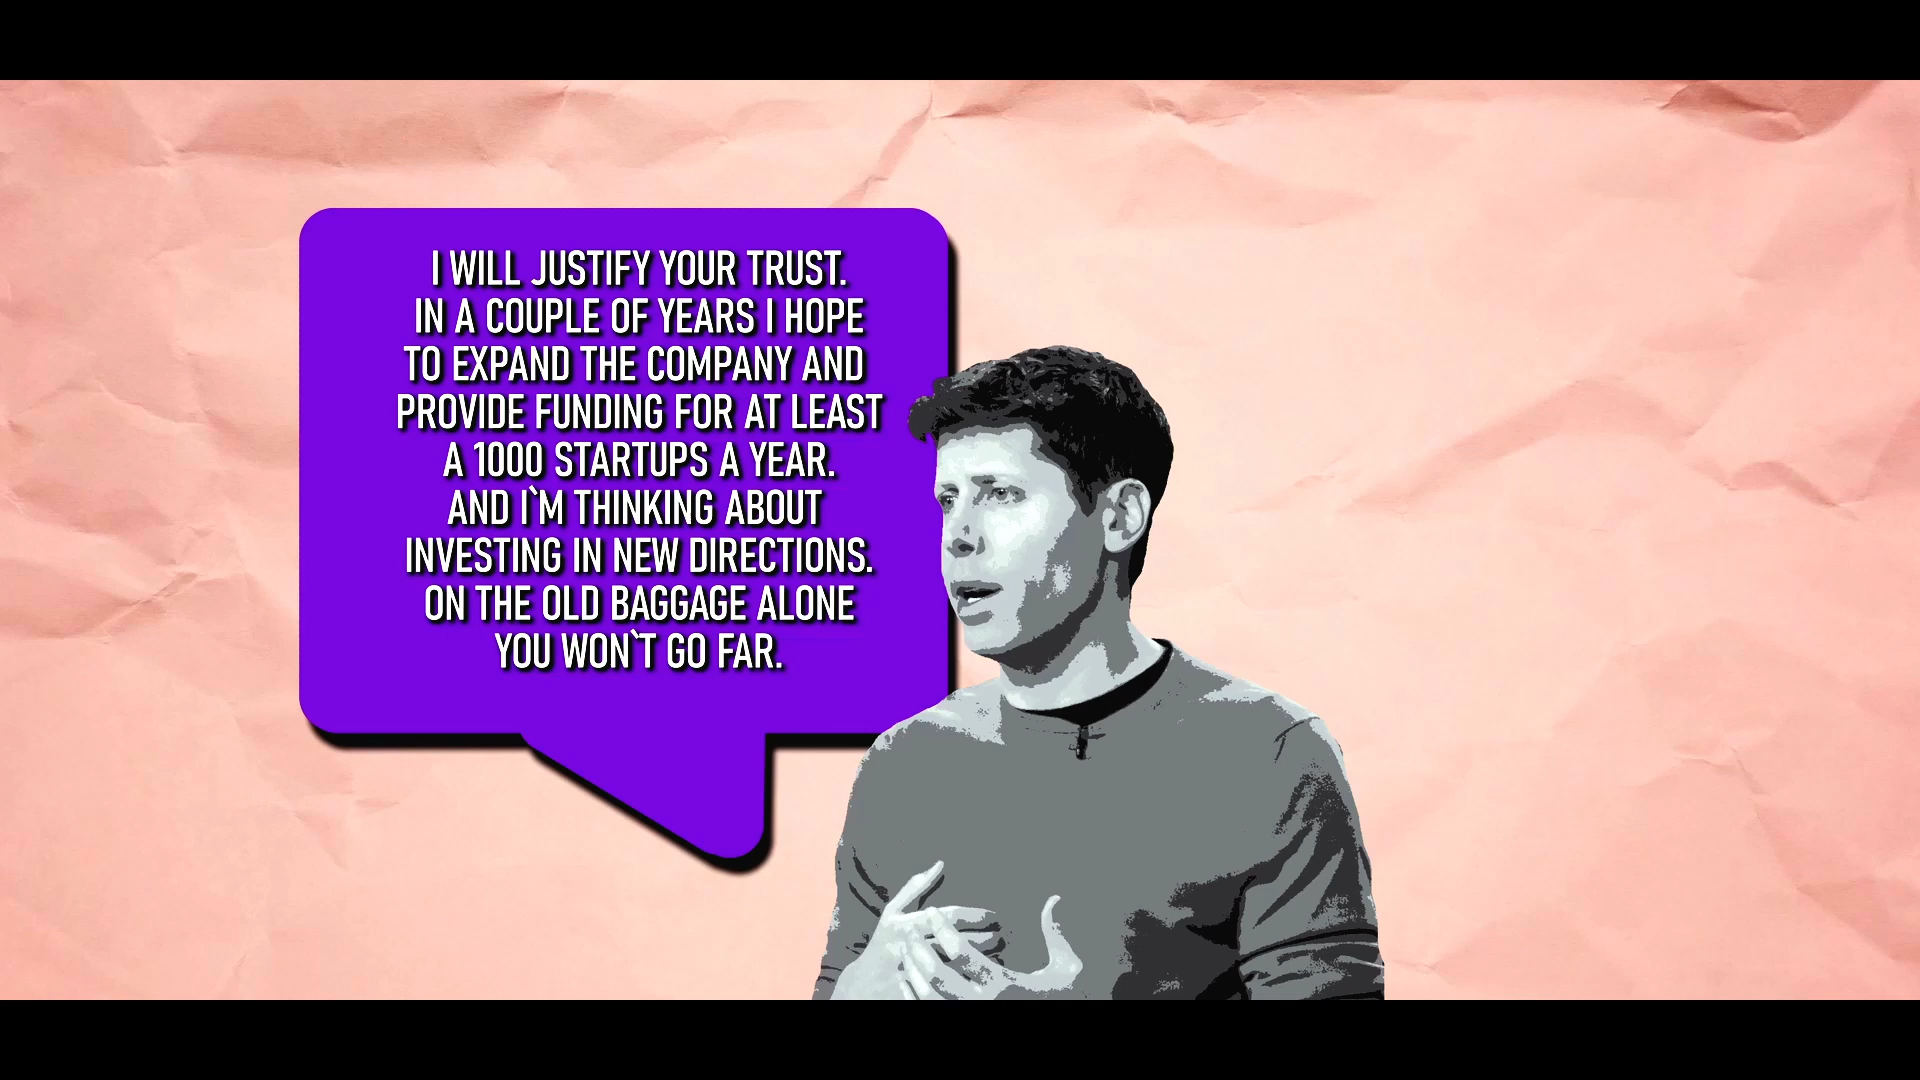 I WILL JUSTIFY YOUR TRUST.
IN A COUPLE OF YEARS I HOPE
TO EXPAND THE COMPANY AND
PROVIDE FUNDING FOR AT LEAST
A 1000 STARTUPS A YEAR.
AND I`M THINKING ABOUT
INVESTING IN NEW DIRECTIONS.
ON THE OLD BAGGAGE ALONE
YOU WON`T GO FAR.